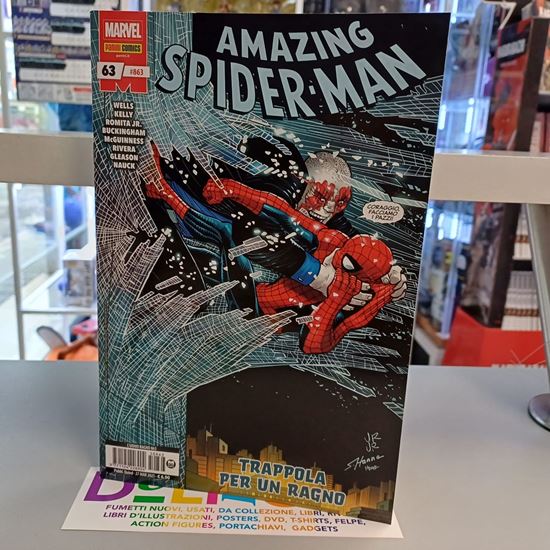 MARVEL
PANINI COMICS
63 #863
AMAZING
SPIDER-MAN
WELLS
KELLY
ROMITA JR.
BUCKINGHAM
McGUINNESS
RIVERA
GLEASON
NAUCK
CORAGGIO,
FACCIAMO
I PAZZI!
JR
TRAPPOLA
PER UN RAGNO
FUMETTI NUOVI, USATI, DA COLLEZIONE, LIBRI,
LIBRI D'ILLUSTRAZIONI, POSTERS, DVD, T-SHIRTS, FELPE,
ACTION FIGURES, PORTACHIAVI, GADGETS